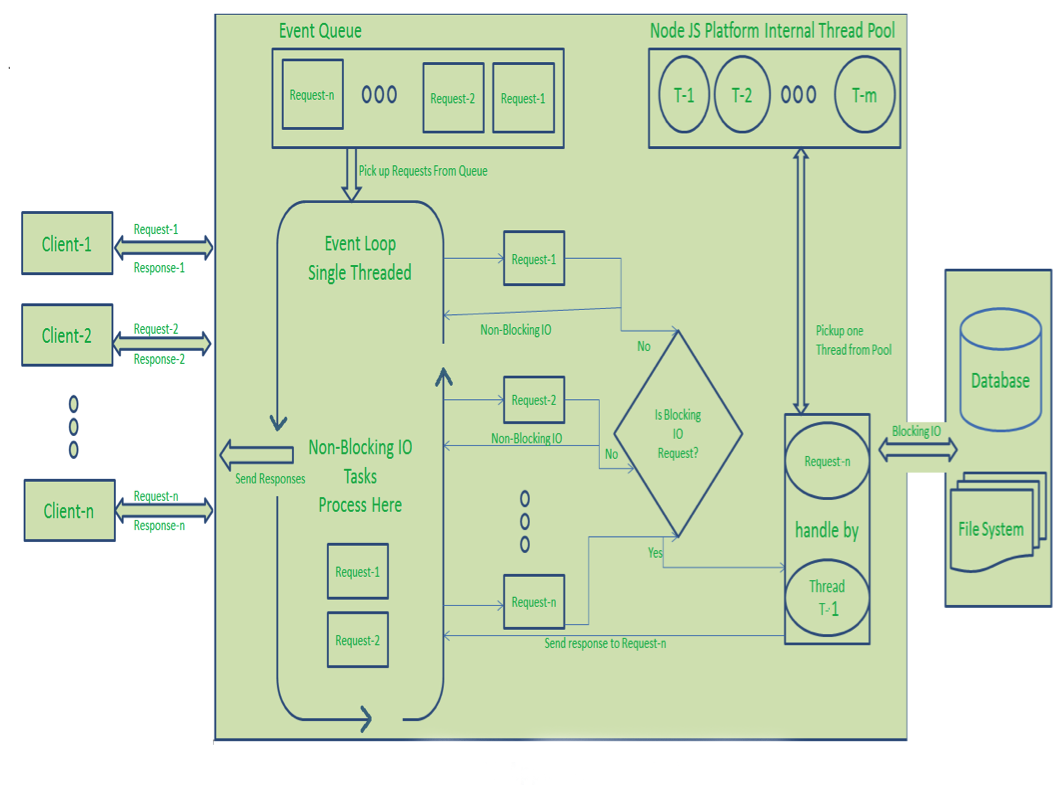 Event Queue
Node JS Platform Internal Thread Pool
Request-n
Request-2
Request-1
T-1
T-2
T-m
Pick up Requests From Queue
Client-1
Request-1
Response-1
Event Loop
Single Threaded
Request-1
Non-Blocking IO
No
Client-2
Request-2
Response-2
Pickup one
Thread from Pool
Database
Request-2
Non-Blocking IO
No
Is Blocking
IO
Request?
Request-n
Blocking IO
Send Responses
Non-Blocking IO
Tasks
Process Here
Client-n
Request-n
Response-n
handle by
File System
Yes
Request-1
Request-n
Thread
T-1
Request-2
Send response to Request-n